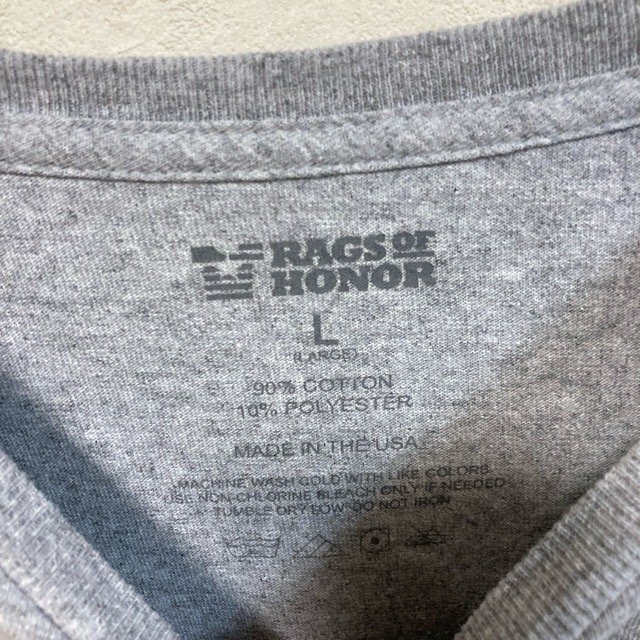 RAGS OF
HONOR
L
(LARGE)
90% COTTON
10% POLYESTER
MADE IN THE USA
MACHINE WASH COLD WITH LIKE COLORS
USE NON-CHLORINE BLEACH ONLY IF NEEDED
TUMBLE DRY LOW-DO NOT IRON